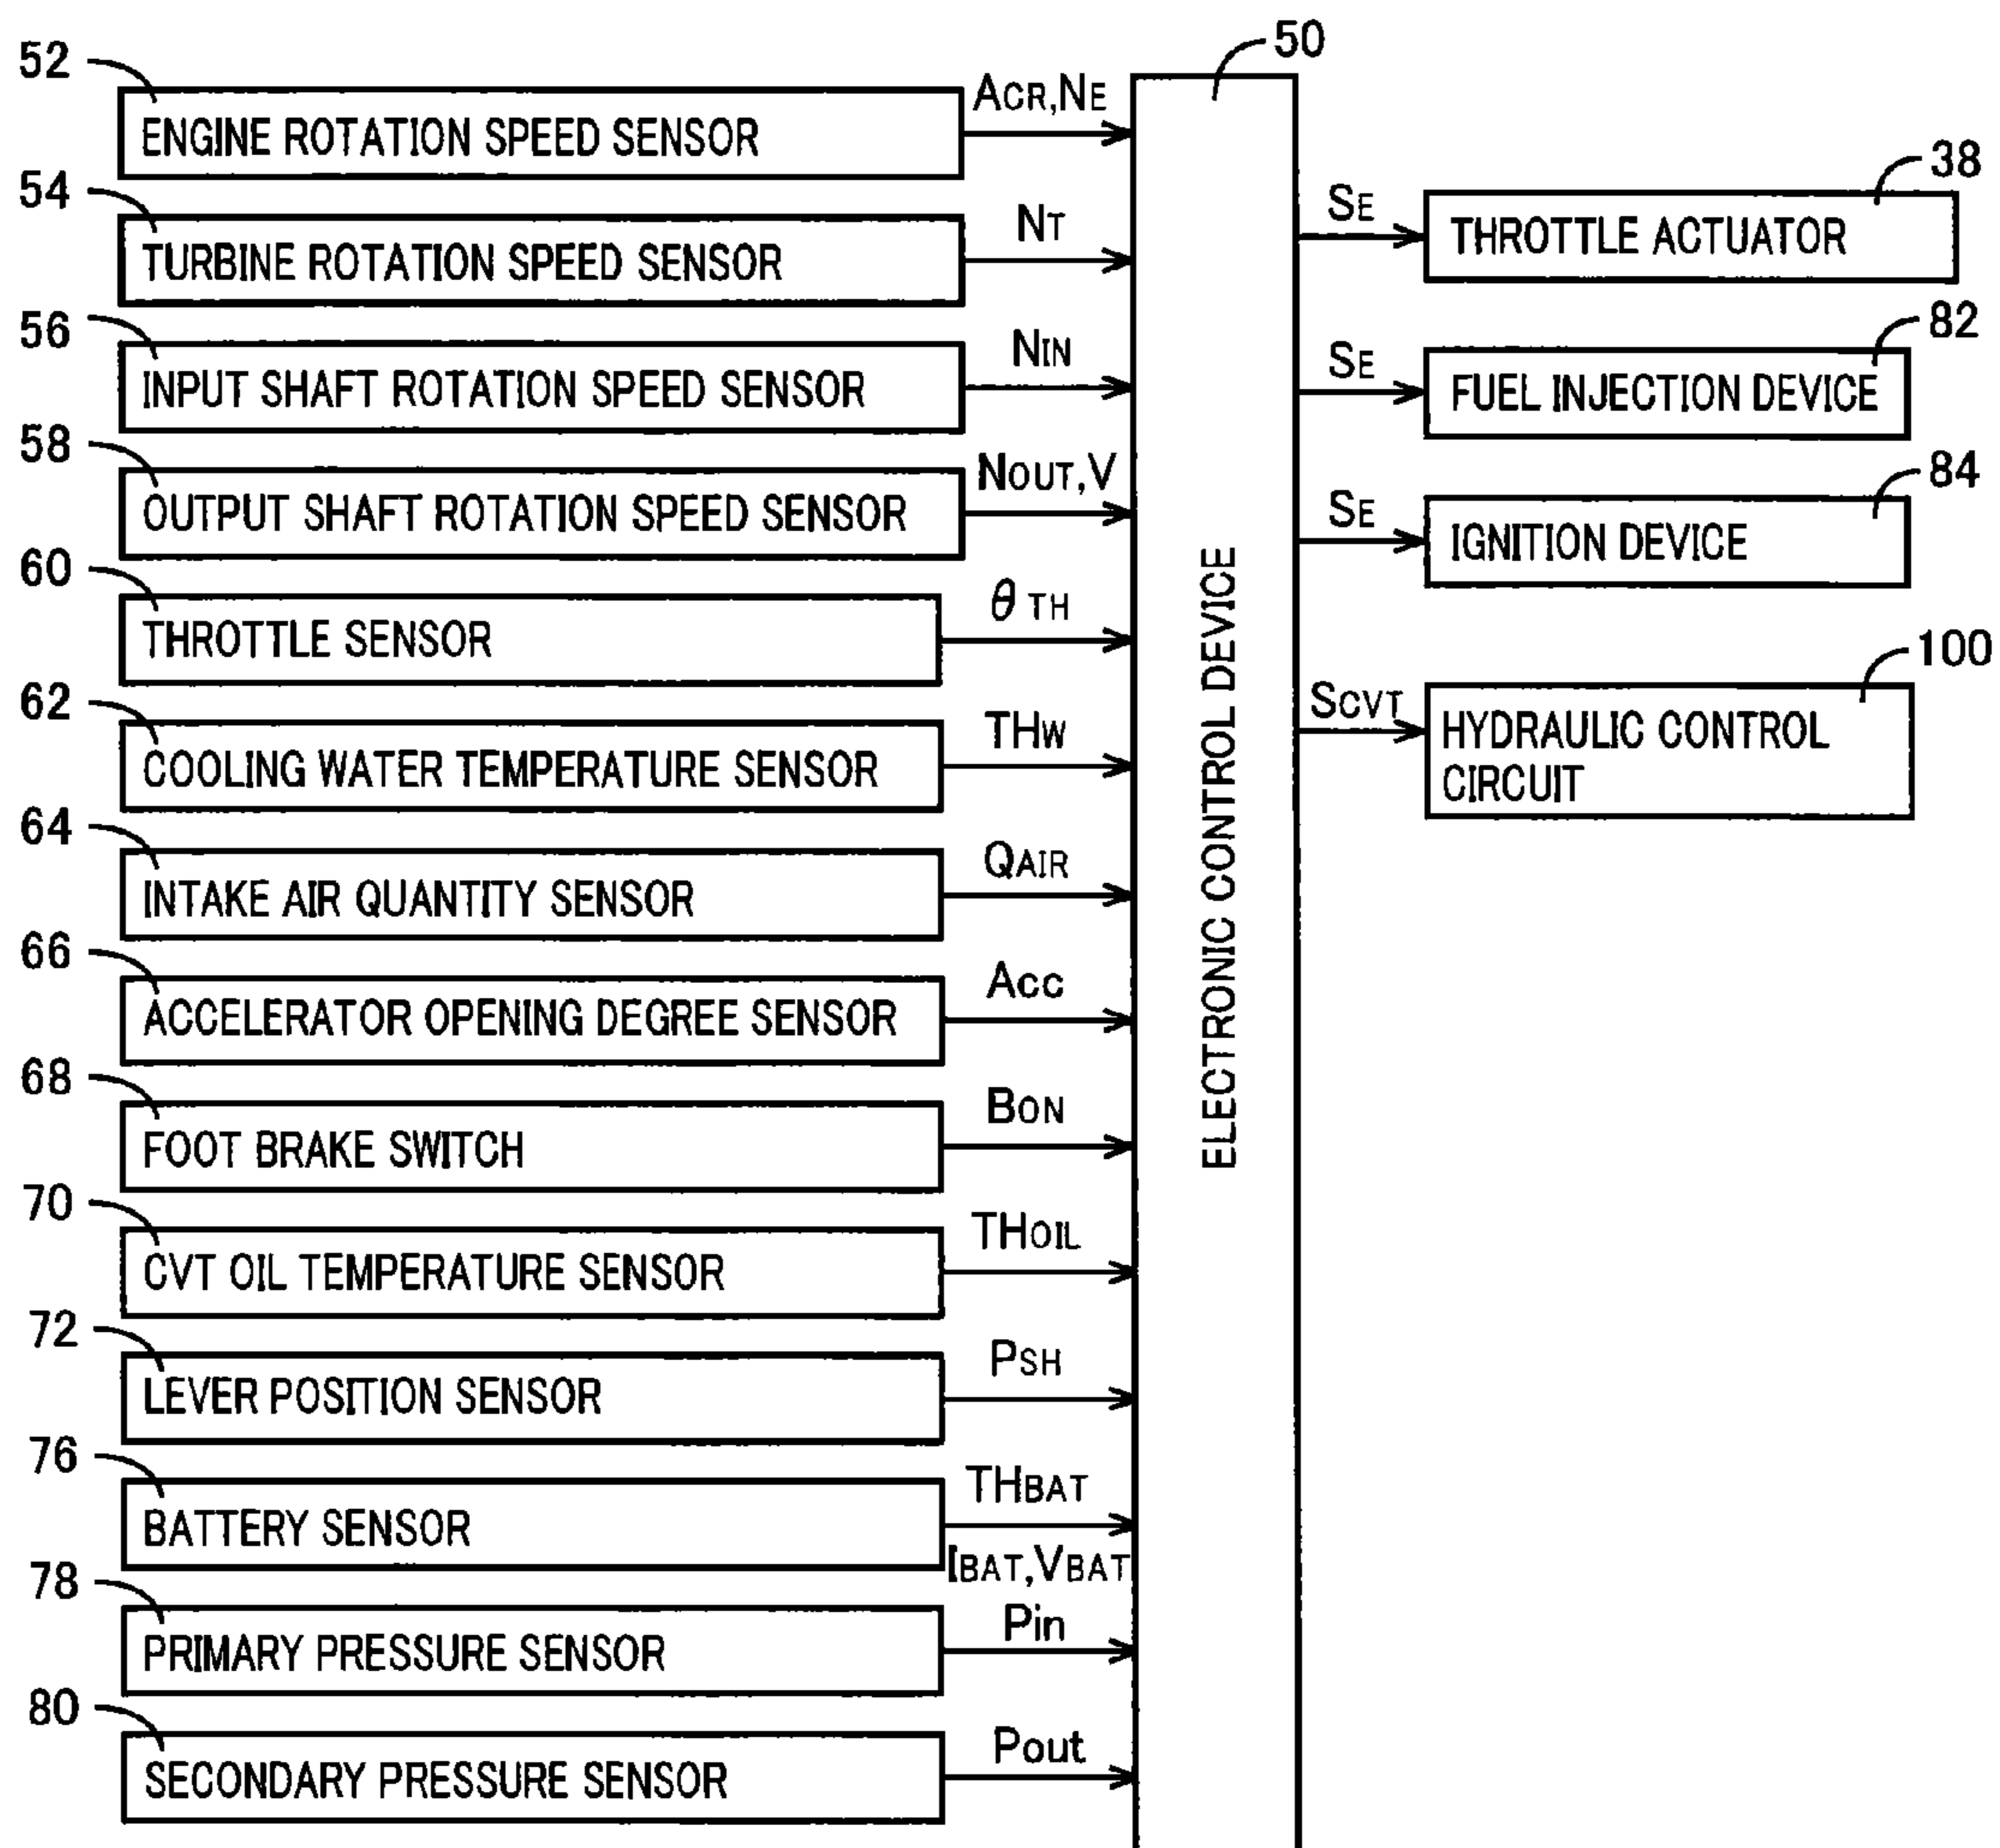 50
52
ENGINE ROTATION SPEED SENSOR
ACR,NE
54
TURBINE ROTATION SPEED SENSOR
NT
56
INPUT SHAFT ROTATION SPEED SENSOR
NIN
58
OUTPUT SHAFT ROTATION SPEED SENSOR
NOUT,V
60
THROTTLE SENSOR
θTH
62
COOLING WATER TEMPERATURE SENSOR
THW
64
INTAKE AIR QUANTITY SENSOR
QAIR
66
ACCELERATOR OPENING DEGREE SENSOR
ACC
68
FOOT BRAKE SWITCH
BON
70
CVT OIL TEMPERATURE SENSOR
THOIL
72
LEVER POSITION SENSOR
PSH
76
BATTERY SENSOR
THBAT
IBAT,VBAT
78
PRIMARY PRESSURE SENSOR
Pin
80
SECONDARY PRESSURE SENSOR
Pout
ELECTRONIC CONTROL DEVICE
SE
38
THROTTLE ACTUATOR
SE
82
FUEL INJECTION DEVICE
SE
84
IGNITION DEVICE
SCVT
100
HYDRAULIC CONTROL
CIRCUIT